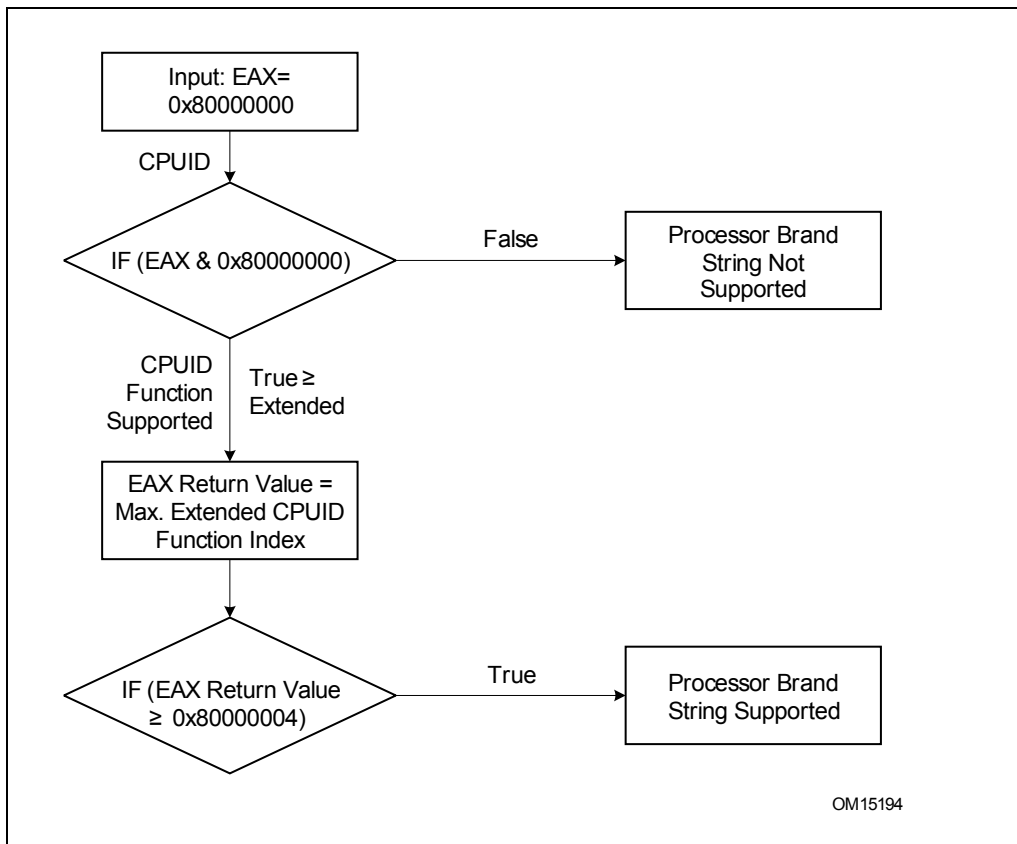 Input: EAX=
0x80000000
CPUID
IF (EAX & 0x80000000)
False
Processor Brand
String Not
Supported
CPUID
Function
Supported
True ≥
Extended
EAX Return Value =
Max. Extended CPUID
Function Index
IF (EAX Return Value
≥ 0x80000004)
True
Processor Brand
String Supported
OM15194